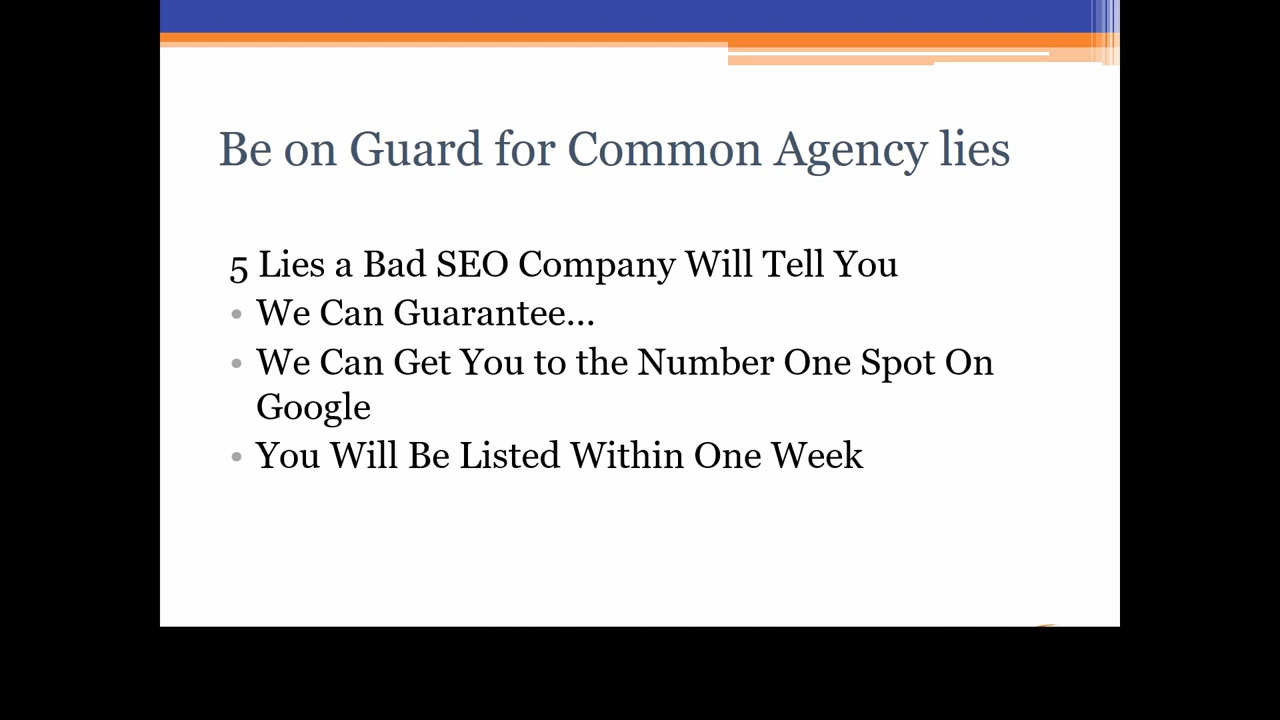 Be on Guard for Common Agency lies
5 Lies a Bad SEO Company Will Tell You
• We Can Guarantee...
• We Can Get You to the Number One Spot On
Google
• You Will Be Listed Within One Week